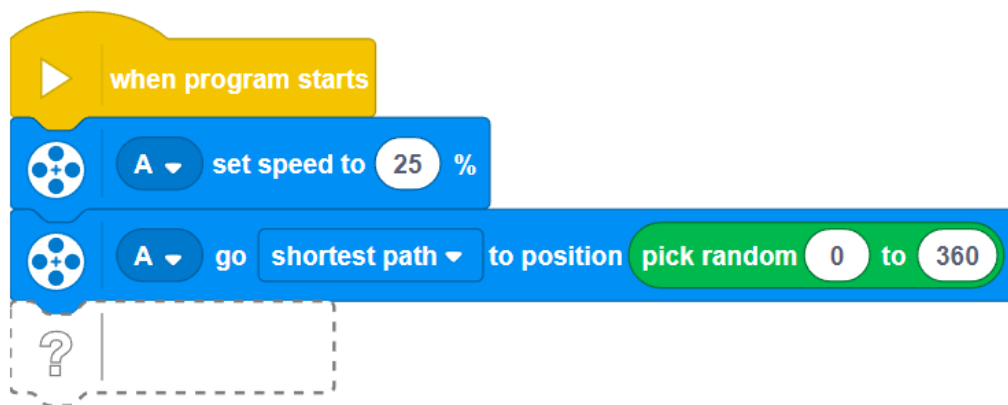 when program starts
A set speed to 25 %
A go shortest path to position pick random 0 to 360
?